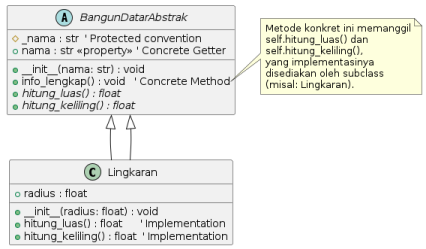 A BangunDatarAbstrak
_nama : str ' Protected convention
nama : str «property» ' Concrete Getter
__init__(nama: str) : void
info_lengkap() : void ' Concrete Method
hitung_luas() : float
hitung_keliling() : float
Metode konkret ini memanggil
self.hitung_luas() dan
self.hitung_keliling(),
yang implementasinya
disediakan oleh subclass
(misal: Lingkaran).
C Lingkaran
radius : float
__init__(radius: float) : void
hitung_luas() : float ' Implementation
hitung_keliling() : float ' Implementation